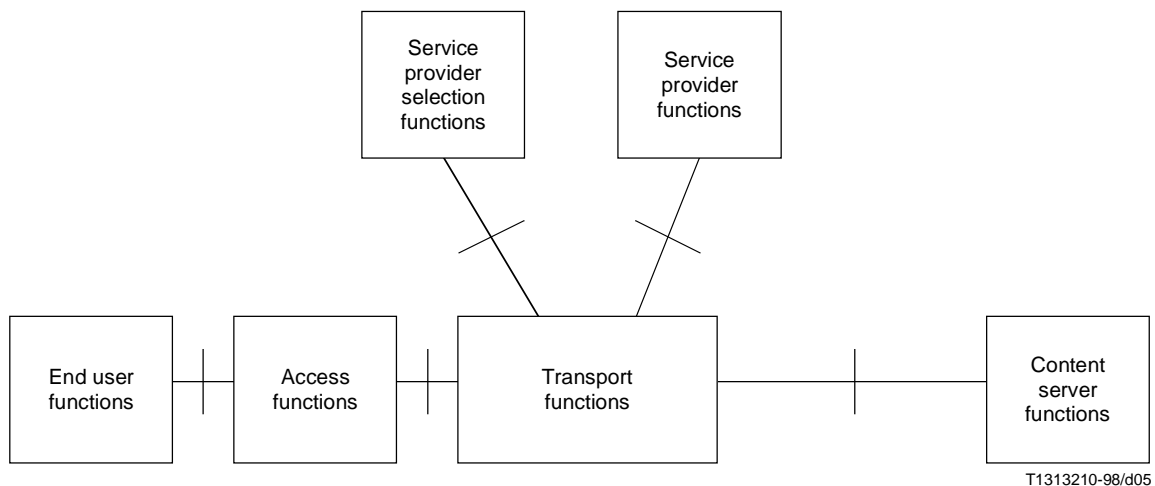 Service
provider
selection
functions
Service
provider
functions
End user
functions
Access
functions
Transport
functions
Content
server
functions
T1313210-98/d05